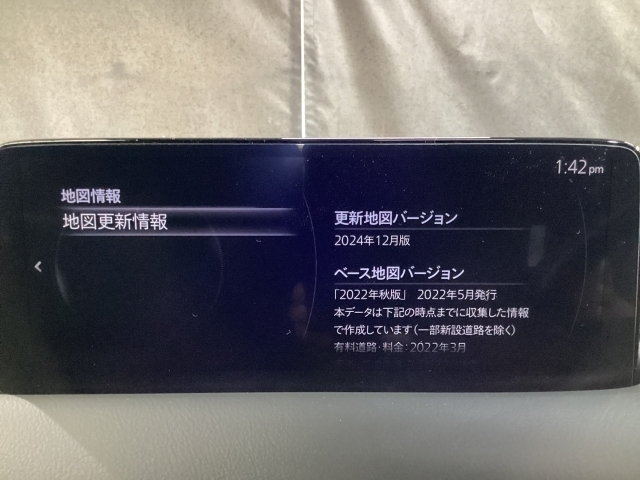 1:42 pm
地図情報
地図更新情報
更新地図バージョン
2024年12月版
ベース地図バージョン
「2022年秋版」 2022年5月発行
本データは下記の時点までに収集した情報
で作成しています(一部新設道路を除く)
有料道路・料金:2022年3月